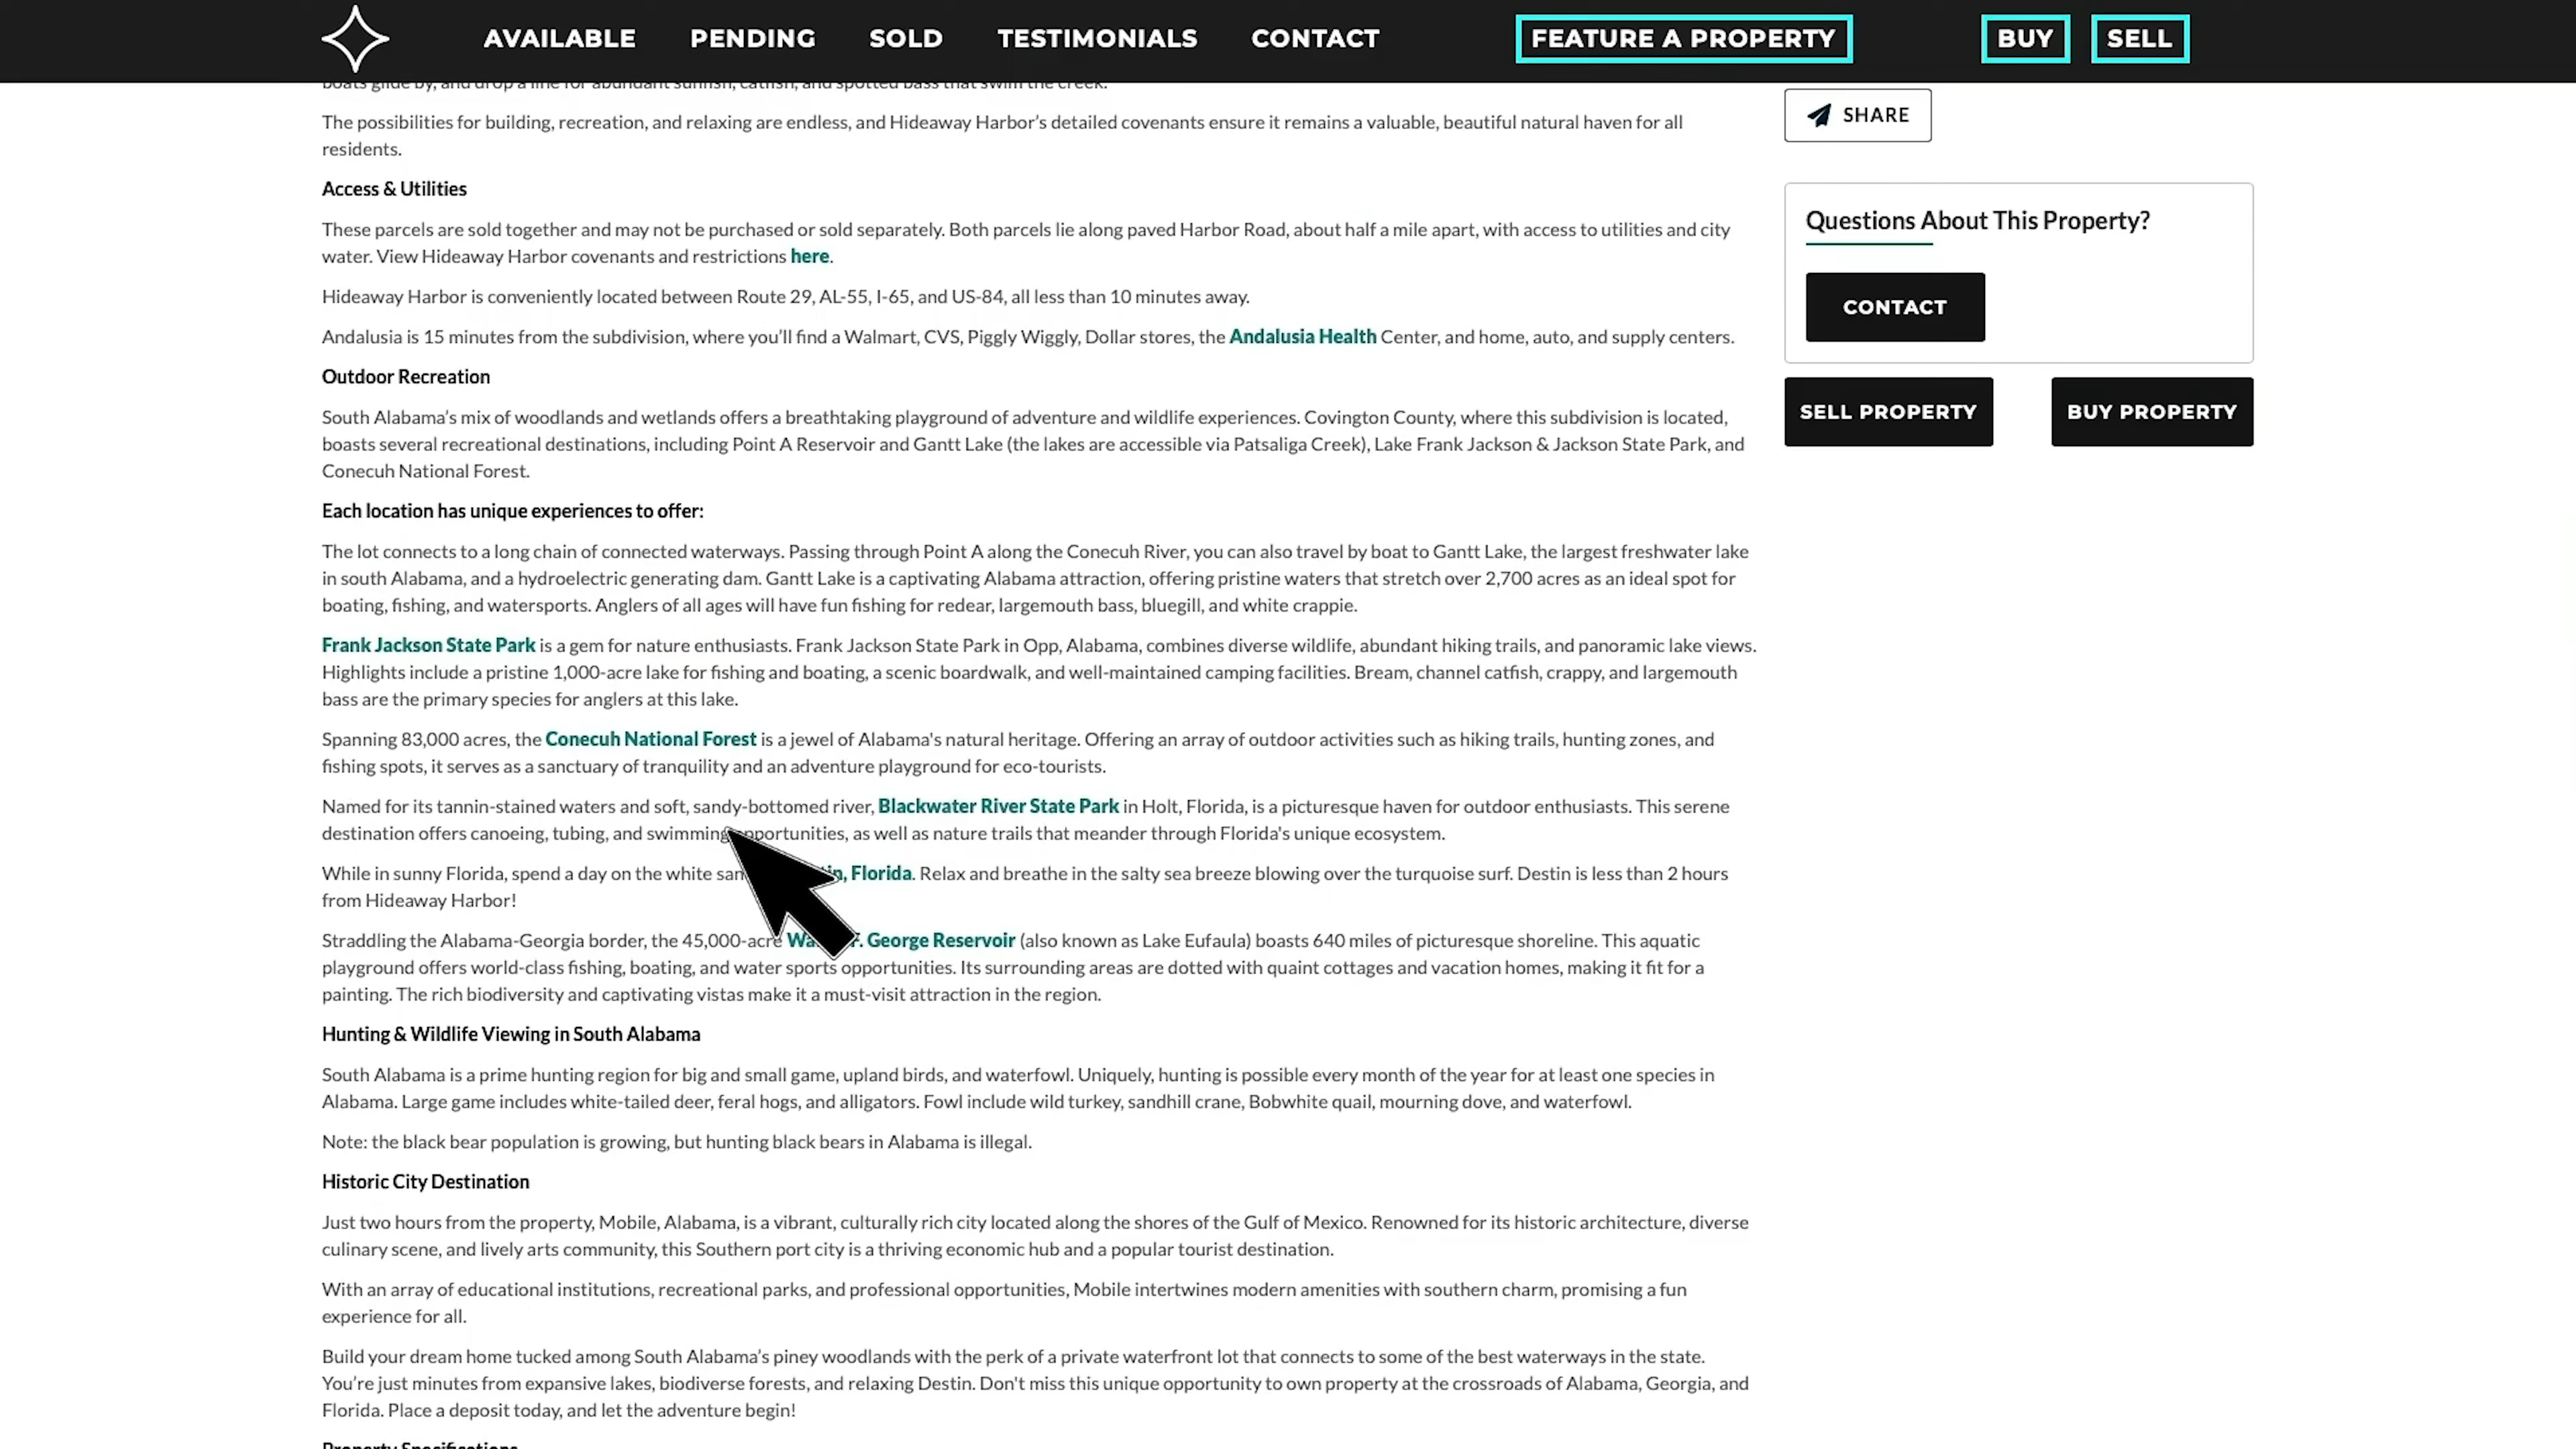 AVAILABLE PENDING SOLD TESTIMONIALS CONTACT FEATURE A PROPERTY BUY SELL
boats glide by, and drop a line for abundant sunfish, catfish, and spotted bass that swim the creek.
The possibilities for building, recreation, and relaxing are endless, and Hideaway Harbor’s detailed covenants ensure it remains a valuable, beautiful natural haven for all
residents.
Access & Utilities
These parcels are sold together and may not be purchased or sold separately. Both parcels lie along paved Harbor Road, about half a mile apart, with access to utilities and city
water. View Hideaway Harbor covenants and restrictions here.
Hideaway Harbor is conveniently located between Route 29, AL-55, I-65, and US-84, all less than 10 minutes away.
Andalusia is 15 minutes from the subdivision, where you’ll find a Walmart, CVS, Piggly Wiggly, Dollar stores, the Andalusia Health Center, and home, auto, and supply centers.
Outdoor Recreation
South Alabama’s mix of woodlands and wetlands offers a breathtaking playground of adventure and wildlife experiences. Covington County, where this subdivision is located,
boasts several recreational destinations, including Point A Reservoir and Gantt Lake (the lakes are accessible via Patsaliga Creek), Lake Frank Jackson & Jackson State Park, and
Conecuh National Forest.
Each location has unique experiences to offer:
The lot connects to a long chain of connected waterways. Passing through Point A along the Conecuh River, you can also travel by boat to Gantt Lake, the largest freshwater lake
in south Alabama, and a hydroelectric generating dam. Gantt Lake is a captivating Alabama attraction, offering pristine waters that stretch over 2,700 acres as an ideal spot for
boating, fishing, and watersports. Anglers of all ages will have fun fishing for redear, largemouth bass, bluegill, and white crappie.
Frank Jackson State Park is a gem for nature enthusiasts. Frank Jackson State Park in Opp, Alabama, combines diverse wildlife, abundant hiking trails, and panoramic lake views.
Highlights include a pristine 1,000-acre lake for fishing and boating, a scenic boardwalk, and well-maintained camping facilities. Bream, channel catfish, crappy, and largemouth
bass are the primary species for anglers at this lake.
Spanning 83,000 acres, the Conecuh National Forest is a jewel of Alabama's natural heritage. Offering an array of outdoor activities such as hiking trails, hunting zones, and
fishing spots, it serves as a sanctuary of tranquility and an adventure playground for eco-tourists.
Named for its tannin-stained waters and soft, sandy-bottomed river, Blackwater River State Park in Holt, Florida, is a picturesque haven for outdoor enthusiasts. This serene
destination offers canoeing, tubing, and swimming opportunities, as well as nature trails that meander through Florida's unique ecosystem.
While in sunny Florida, spend a day on the white Florida. Relax and breathe in the salty sea breeze blowing over the turquoise surf. Destin is less than 2 hours
from Hideaway Harbor!
Straddling the Alabama-Georgia border, the 45,000-acre George Reservoir (also known as Lake Eufaula) boasts 640 miles of picturesque shoreline. This aquatic
playground offers world-class fishing, boating, and water sports opportunities. Its surrounding areas are dotted with quaint cottages and vacation homes, making it fit for a
painting. The rich biodiversity and captivating vistas make it a must-visit attraction in the region.
Hunting & Wildlife Viewing in South Alabama
South Alabama is a prime hunting region for big and small game, upland birds, and waterfowl. Uniquely, hunting is possible every month of the year for at least one species in
Alabama. Large game includes white-tailed deer, feral hogs, and alligators. Fowl include wild turkey, sandhill crane, Bobwhite quail, mourning dove, and waterfowl.
Note: the black bear population is growing, but hunting black bears in Alabama is illegal.
Historic City Destination
Just two hours from the property, Mobile, Alabama, is a vibrant, culturally rich city located along the shores of the Gulf of Mexico. Renowned for its historic architecture, diverse
culinary scene, and lively arts community, this Southern port city is a thriving economic hub and a popular tourist destination.
With an array of educational institutions, recreational parks, and professional opportunities, Mobile intertwines modern amenities with southern charm, promising a fun
experience for all.
Build your dream home tucked among South Alabama’s piney woodlands with the perk of a private waterfront lot that connects to some of the best waterways in the state.
You’re just minutes from expansive lakes, biodiverse forests, and relaxing Destin. Don't miss this unique opportunity to own property at the crossroads of Alabama, Georgia, and
Florida. Place a deposit today, and let the adventure begin!
Property Specifications
SHARE
Questions About This Property?
CONTACT
SELL PROPERTY BUY PROPERTY